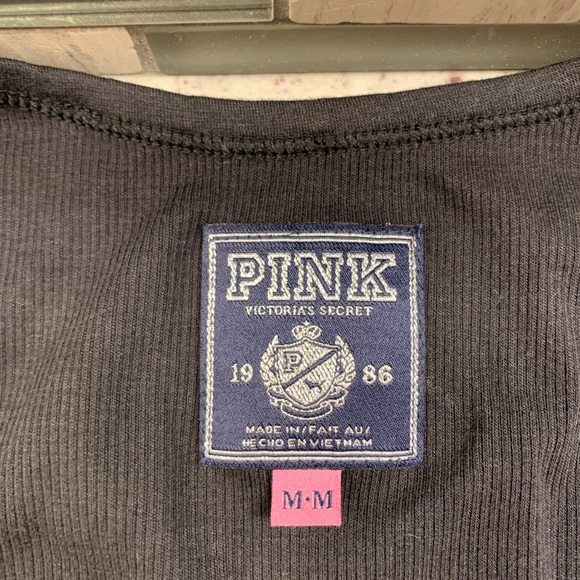 PINK
VICTORIA'S SECRET
P
19 86
MADE IN/FAIT AU/
HECHO EN VIETNAM
M·M